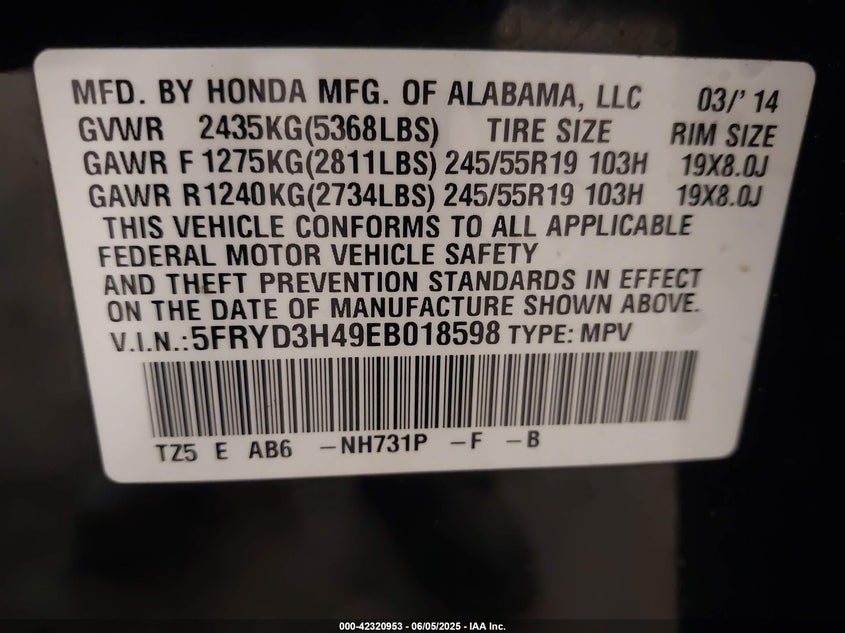 MFD. BY HONDA MFG. OF ALABAMA, LLC 03/' 14
GVWR 2435KG(5368LBS) TIRE SIZE RIM SIZE
GAWR F 1275KG(2811LBS) 245/55R19 103H 19X8.0J
GAWR R1240KG(2734LBS) 245/55R19 103H 19X8.0J
THIS VEHICLE CONFORMS TO ALL APPLICABLE
FEDERAL MOTOR VEHICLE SAFETY
AND THEFT PREVENTION STANDARDS IN EFFECT
ON THE DATE OF MANUFACTURE SHOWN ABOVE.
V.I.N.:5FRYD3H49EB018598 TYPE: MPV
TZ5 E AB6 –NH731P –F –B
000-42320953 - 06/05/2025 - IAA Inc.